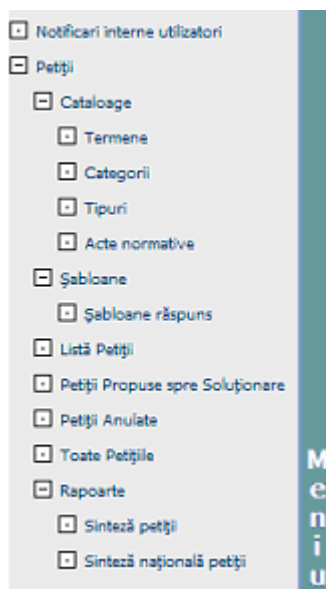 Notificari interne utilizatori
Petiţii
Cataloage
Termene
Categorii
Tipuri
Acte normative
Şabloane
Şabloane răspuns
Listă Petiţii
Petiţii Propuse spre Soluţionare
Petiţii Anulate
Toate Petiţiile
Rapoarte
Sinteză petiţii
Sinteză naţională petiţii
Meniu